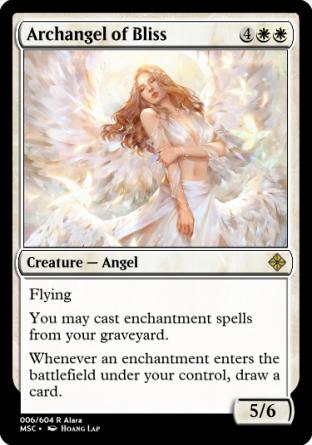 Archangel of Bliss 4
Creature — Angel
Flying
You may cast enchantment spells
from your graveyard.
Whenever an enchantment enters the
battlefield under your control, draw a
card.
5/6
006/604 R Alara
MSC • Hoang Lap